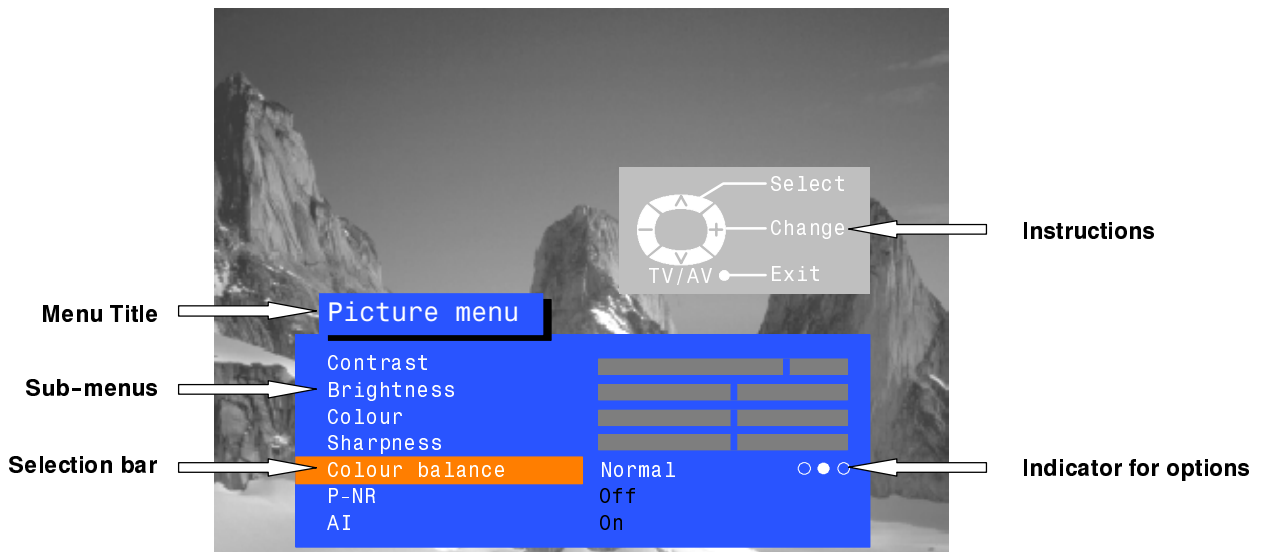 Select
Change
Instructions
TV/AV
Exit
Menu Title
Picture menu
Contrast
Sub-menus
Brightness
Colour
Sharpness
Selection bar
Colour balance
Normal
Indicator for options
P-NR
Off
AI
On